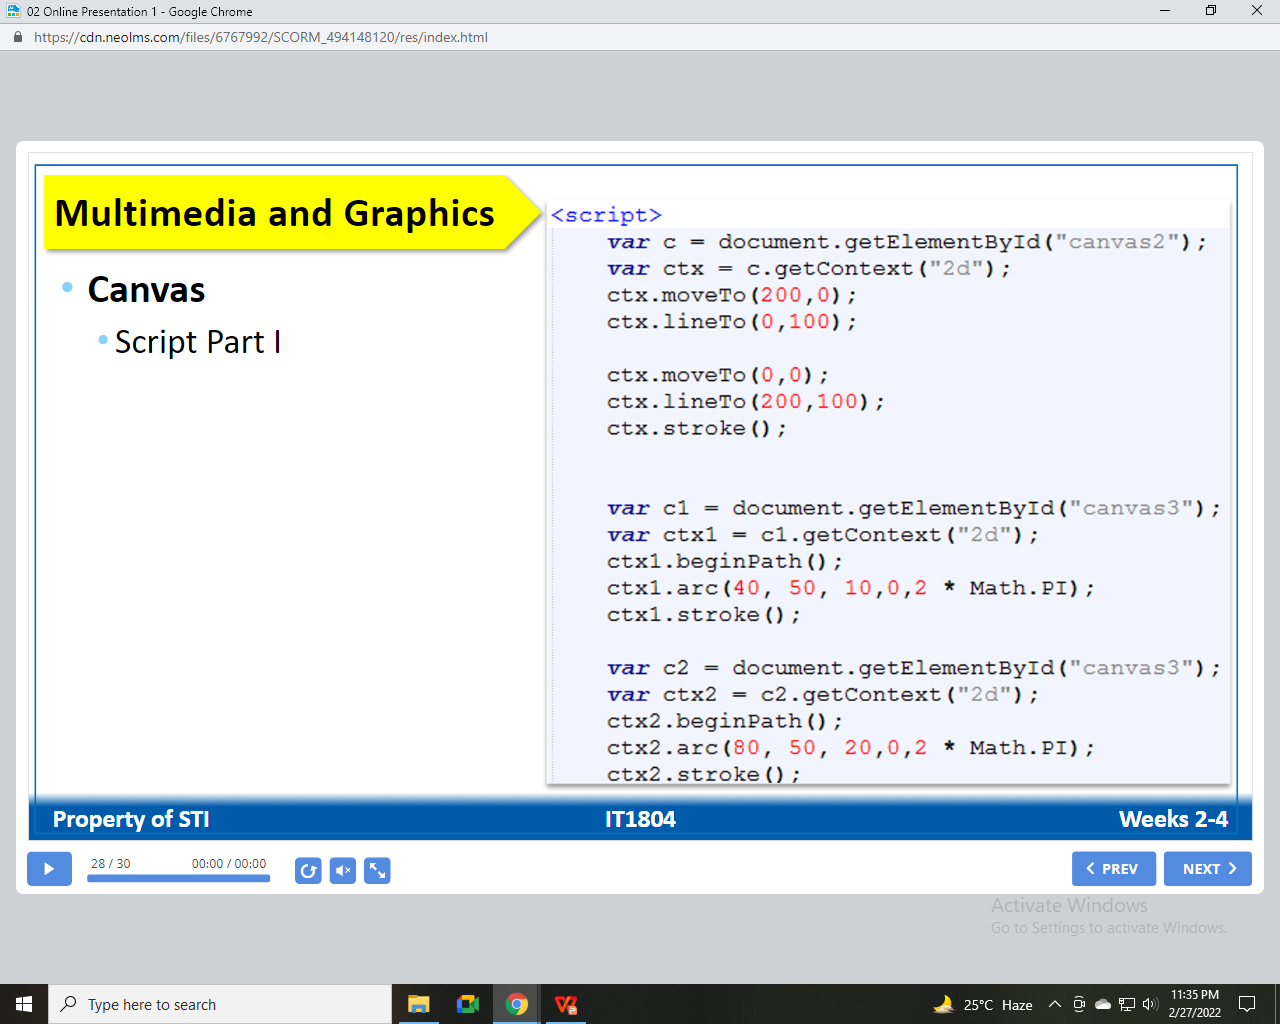 02 Online Presentation 1 - Google Chrome
https://cdn.neolms.com/files/6767992/SCORM_494148120/res/index.html
Multimedia and Graphics
Canvas
Script Part I
<script>
var c = document.getElementById("canvas2");
var ctx = c.getContext("2d");
ctx.moveTo(200,0);
ctx.lineTo(0,100);
ctx.moveTo(0,0);
ctx.lineTo(200,100);
ctx.stroke();
var c1 = document.getElementById("canvas3");
var ctx1 = c1.getContext("2d");
ctx1.beginPath();
ctx1.arc(40, 50, 10,0,2 * Math.PI);
ctx1.stroke();
var c2 = document.getElementById("canvas3");
var ctx2 = c2.getContext("2d");
ctx2.beginPath();
ctx2.arc(80, 50, 20,0,2 * Math.PI);
ctx2.stroke();
Property of STI IT1804 Weeks 2-4
28 / 30 00:00 / 00:00
PREV NEXT
Activate Windows
Go to Settings to activate Windows.
Type here to search
25°C Haze
11:35 PM
2/27/2022